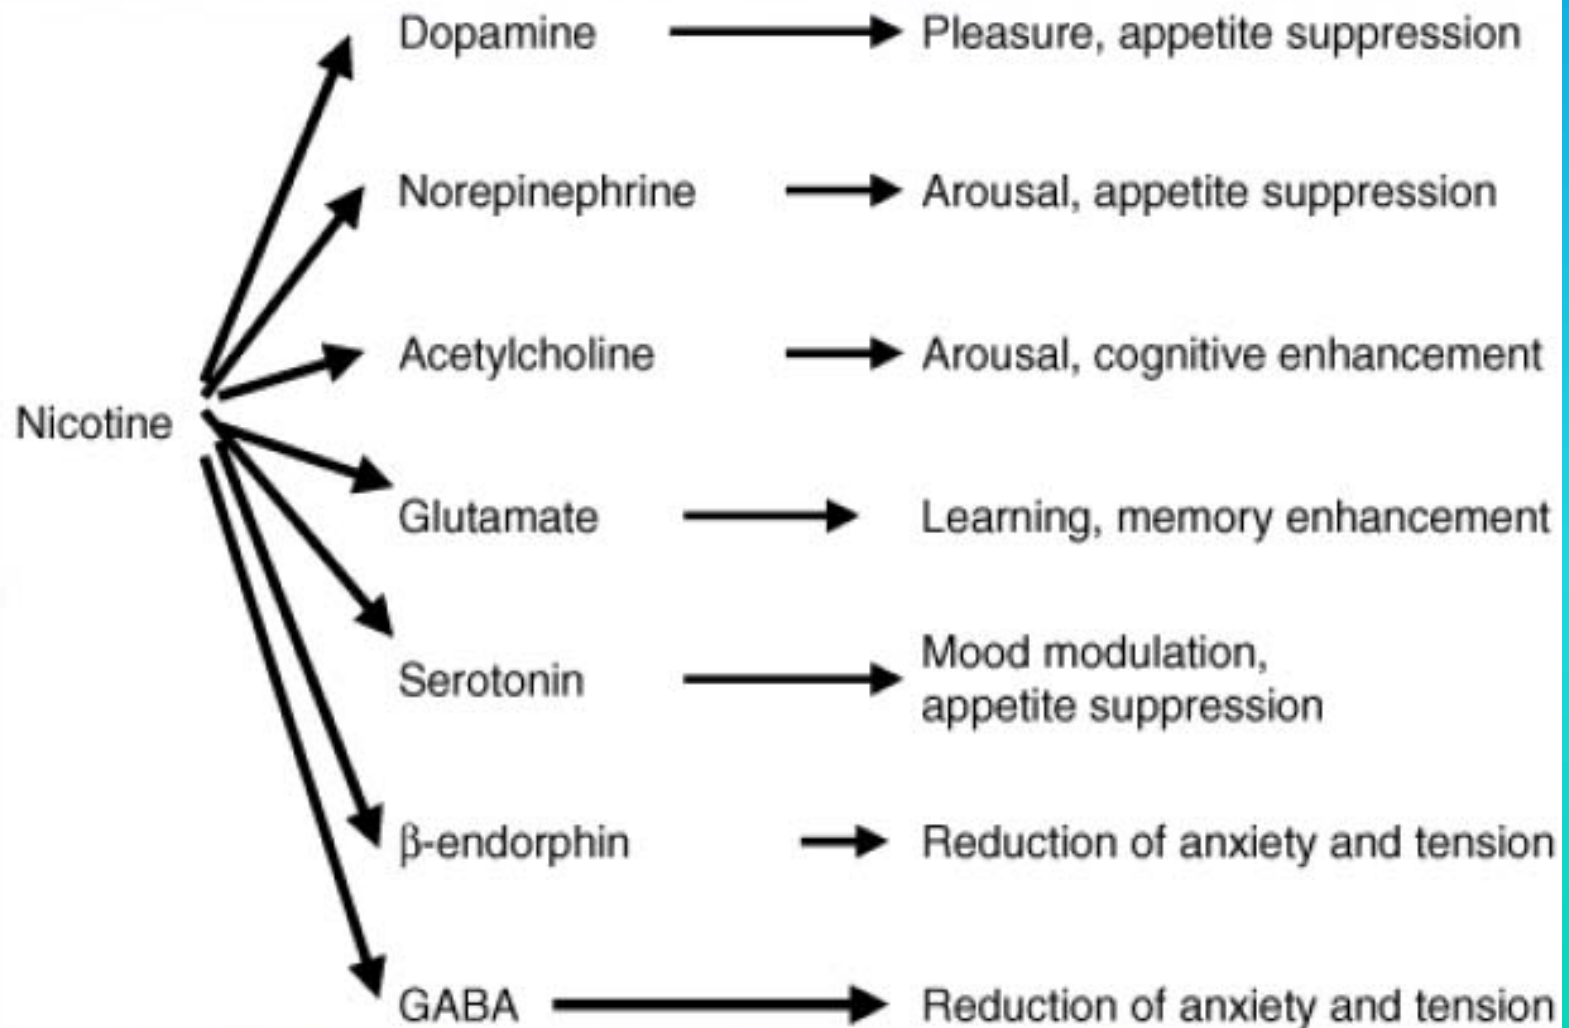 Dopamine Pleasure, appetite suppression
Norepinephrine Arousal, appetite suppression
Acetylcholine Arousal, cognitive enhancement
Nicotine
Glutamate Learning, memory enhancement
Serotonin Mood modulation,
appetite suppression
β-endorphin Reduction of anxiety and tension
GABA Reduction of anxiety and tension